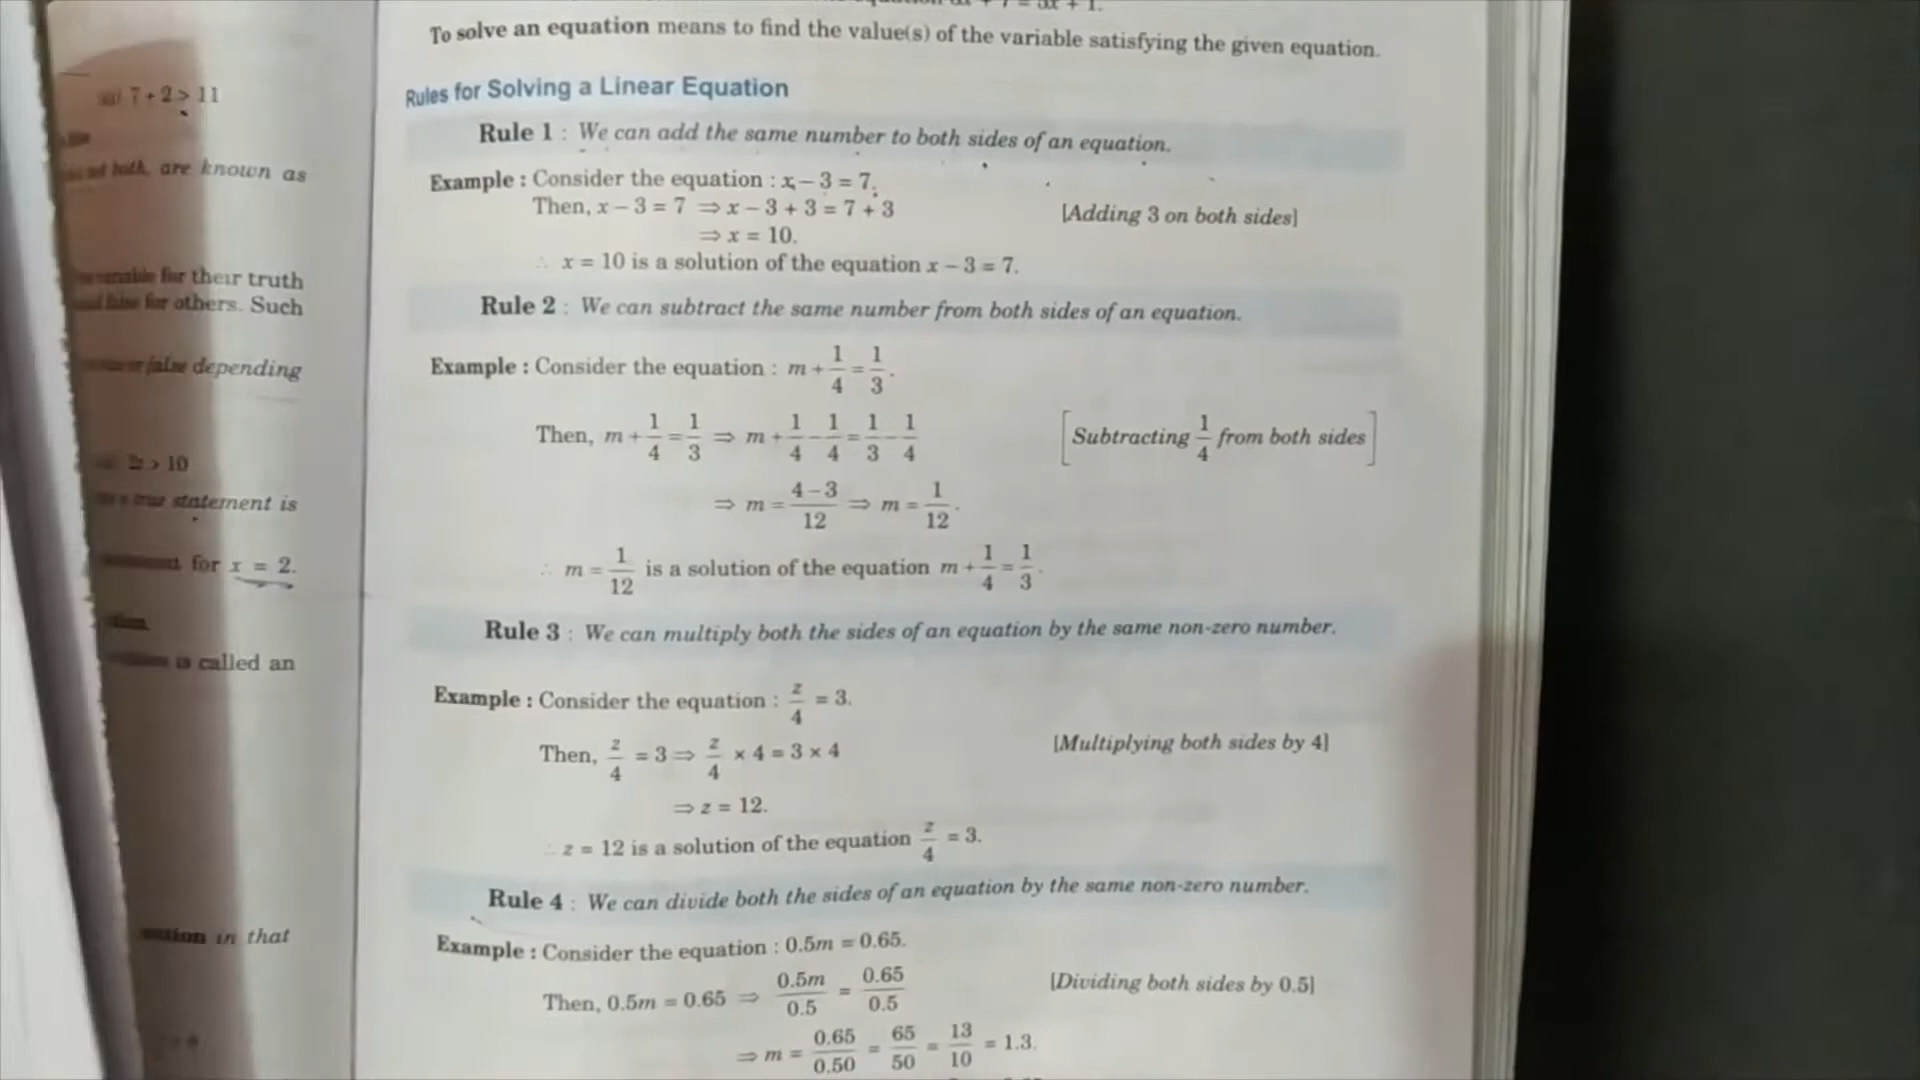 7 + 2 > 11
both, are known as
for their truth
for others. Such
depending
2x > 10
true statement is
for x = 2.
is called an
in that
= 5x + 1.
To solve an equation means to find the value(s) of the variable satisfying the given equation.
Rules for Solving a Linear Equation
Rule 1 : We can add the same number to both sides of an equation.
Example : Consider the equation : x – 3 = 7.
Then, x – 3 = 7 ⇒ x – 3 + 3 = 7 + 3 [Adding 3 on both sides]
⇒ x = 10.
∴ x = 10 is a solution of the equation x – 3 = 7.
Rule 2 : We can subtract the same number from both sides of an equation.
Example : Consider the equation : m + 1/4 = 1/3.
Then, m + 1/4 = 1/3 ⇒ m + 1/4 – 1/4 = 1/3 – 1/4 [Subtracting 1/4 from both sides]
⇒ m = 4 – 3/12 ⇒ m = 1/12.
∴ m = 1/12 is a solution of the equation m + 1/4 = 1/3.
Rule 3 : We can multiply both the sides of an equation by the same non-zero number.
Example : Consider the equation : z/4 = 3.
Then, z/4 = 3 ⇒ z/4 × 4 = 3 × 4 [Multiplying both sides by 4]
⇒ z = 12.
∴ z = 12 is a solution of the equation z/4 = 3.
Rule 4 : We can divide both the sides of an equation by the same non-zero number.
Example : Consider the equation : 0.5m = 0.65.
Then, 0.5m = 0.65 ⇒ 0.5m/0.5 = 0.65/0.5 [Dividing both sides by 0.5]
⇒ m = 0.65/0.50 = 65/50 = 13/10 = 1.3.